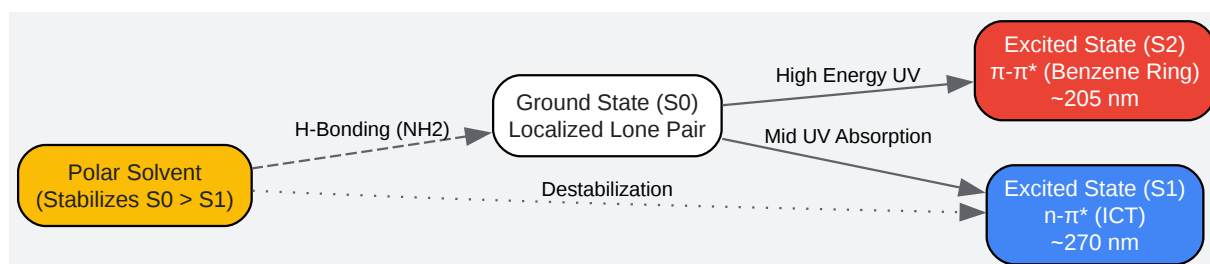 Polar Solvent
(Stabilizes S0 > S1)
H-Bonding (NH2)
Destabilization
Ground State (S0)
Localized Lone Pair
High Energy UV
Mid UV Absorption
Excited State (S2)
π-π* (Benzene Ring)
~205 nm
Excited State (S1)
n-π* (ICT)
~270 nm